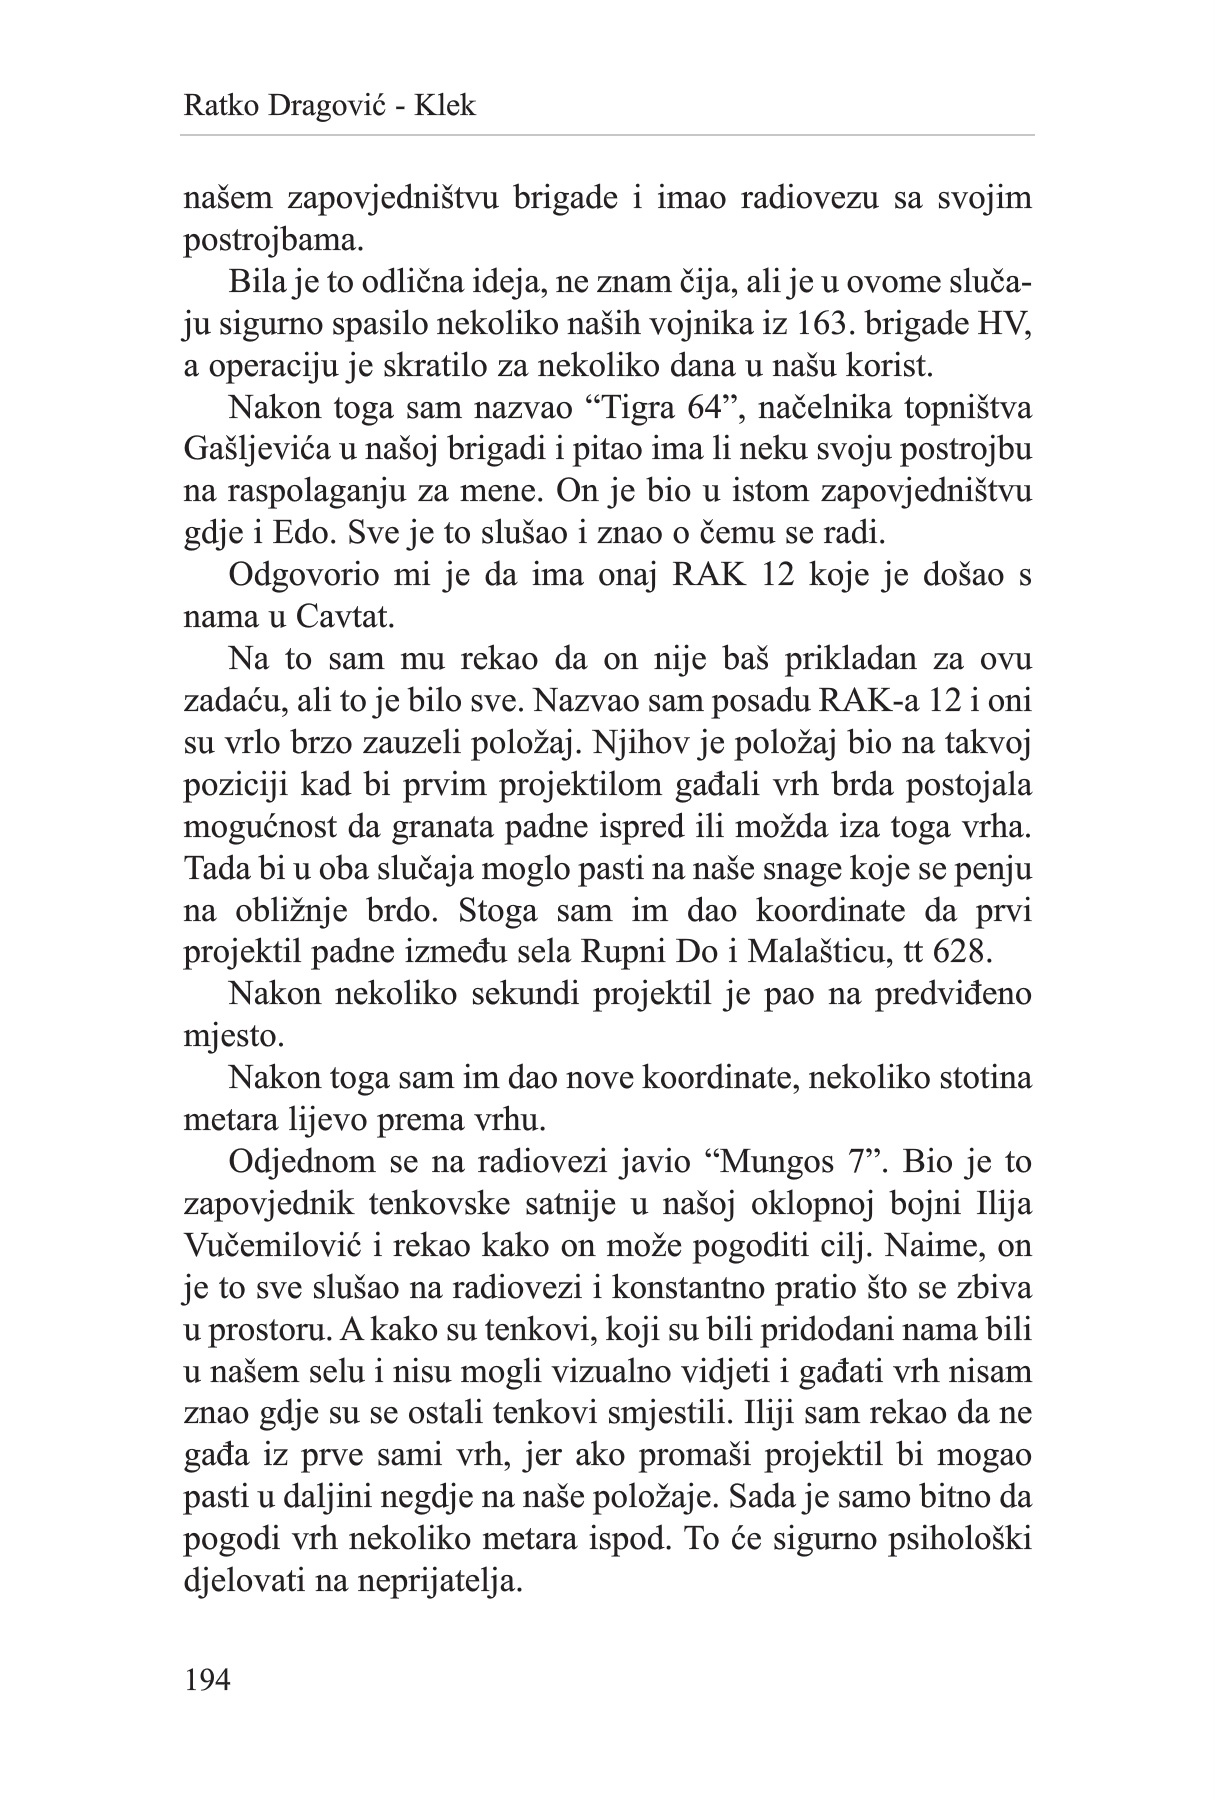 Ratko Dragović - Klek
našem zapovjedništvu brigade i imao radiovezu sa svojim
postrojbama.
Bila je to odlična ideja, ne znam čija, ali je u ovome sluča-
ju sigurno spasilo nekoliko naših vojnika iz 163. brigade HV,
a operaciju je skratilo za nekoliko dana u našu korist.
Nakon toga sam nazvao “Tigra 64”, načelnika topništva
Gašljevića u našoj brigadi i pitao ima li neku svoju postrojbu
na raspolaganju za mene. On je bio u istom zapovjedništvu
gdje i Edo. Sve je to slušao i znao o čemu se radi.
Odgovorio mi je da ima onaj RAK 12 koje je došao s
nama u Cavtat.
Na to sam mu rekao da on nije baš prikladan za ovu
zadaću, ali to je bilo sve. Nazvao sam posadu RAK-a 12 i oni
su vrlo brzo zauzeli položaj. Njihov je položaj bio na takvoj
poziciji kad bi prvim projektilom gađali vrh brda postojala
mogućnost da granata padne ispred ili možda iza toga vrha.
Tada bi u oba slučaja moglo pasti na naše snage koje se penju
na obližnje brdo. Stoga sam im dao koordinate da prvi
projektil padne između sela Rupni Do i Malašticu, tt 628.
Nakon nekoliko sekundi projektil je pao na predviđeno
mjesto.
Nakon toga sam im dao nove koordinate, nekoliko stotina
metara lijevo prema vrhu.
Odjednom se na radiovezi javio “Mungos 7”. Bio je to
zapovjednik tenkovske satnije u našoj oklopnoj bojni Ilija
Vučemilović i rekao kako on može pogoditi cilj. Naime, on
je to sve slušao na radiovezi i konstantno pratio što se zbiva
u prostoru. A kako su tenkovi, koji su bili pridodani nama bili
u našem selu i nisu mogli vizualno vidjeti i gađati vrh nisam
znao gdje su se ostali tenkovi smjestili. Iliji sam rekao da ne
gađa iz prve sami vrh, jer ako promaši projektil bi mogao
pasti u daljini negdje na naše položaje. Sada je samo bitno da
pogodi vrh nekoliko metara ispod. To će sigurno psihološki
djelovati na neprijatelja.
194